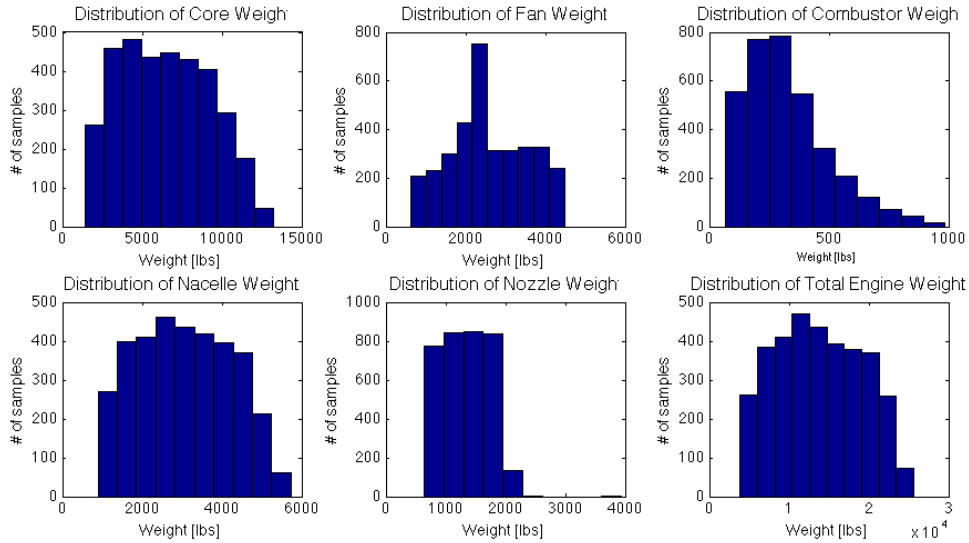 Distribution of Core Weigh
500
400
300
200
100
0
0 5000 10000 15000
Weight [lbs]
# of samples
Distribution of Fan Weight
800
600
400
200
0
0 2000 4000 6000
Weight [lbs]
# of samples
Distribution of Combustor Weigh
800
600
400
200
0
0 500 1000
Weight [lbs]
# of samples
Distribution of Nacelle Weight
500
400
300
200
100
0
0 2000 4000 6000
Weight [lbs]
# of samples
Distribution of Nozzle Weigh
1000
800
600
400
200
0
0 1000 2000 3000 4000
Weight [lbs]
# of samples
Distribution of Total Engine Weight
500
400
300
200
100
0
0 1 2 3
x 10^4
Weight [lbs]
# of samples